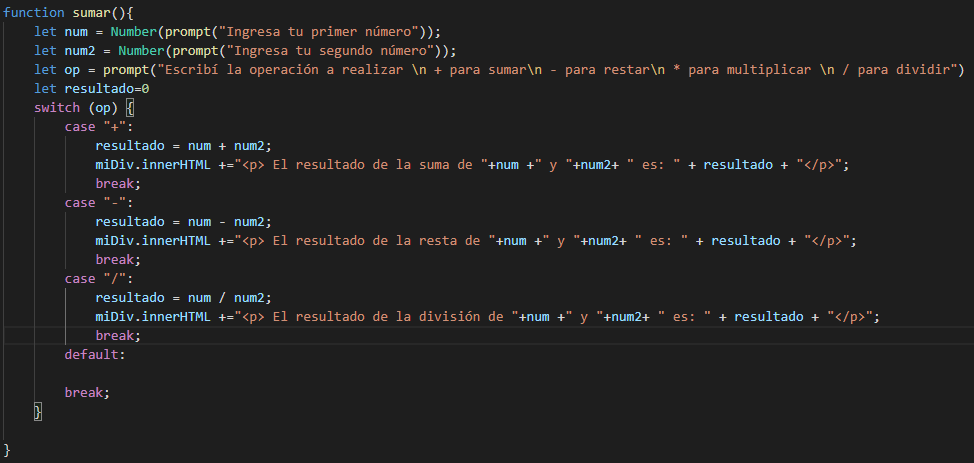 function sumar(){
    let num = Number(prompt("Ingresa tu primer número"));
    let num2 = Number(prompt("Ingresa tu segundo número"));
    let op = prompt("Escribí la operación a realizar \n + para sumar\n - para restar\n * para multiplicar \n / para dividir")
    let resultado=0
    switch (op) {
        case "+":
            resultado = num + num2;
            miDiv.innerHTML +="<p> El resultado de la suma de "+num +" y "+num2+ " es: " + resultado + "</p>";
            break;
        case "-":
            resultado = num - num2;
            miDiv.innerHTML +="<p> El resultado de la resta de "+num +" y "+num2+ " es: " + resultado + "</p>";
            break;
        case "/":
            resultado = num / num2;
            miDiv.innerHTML +="<p> El resultado de la división de "+num +" y "+num2+ " es: " + resultado + "</p>";
            break;
        default:

        break;
    }

}